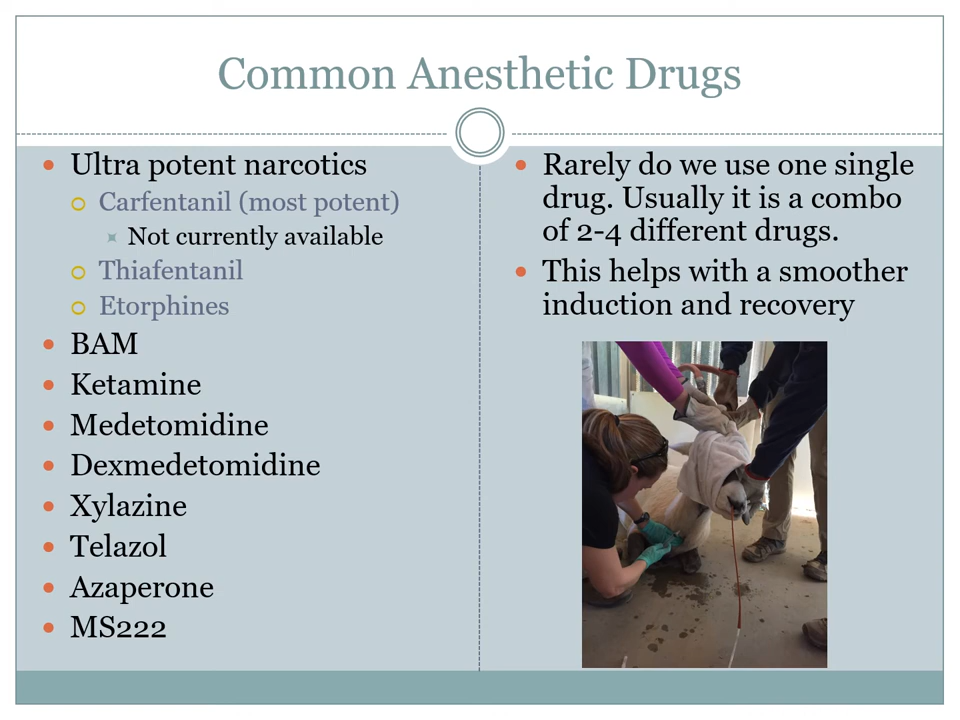 Common Anesthetic Drugs
Ultra potent narcotics
Carfentanil (most potent)
Not currently available
Thiafentanil
Etorphines
BAM
Ketamine
Medetomidine
Dexmedetomidine
Xylazine
Telazol
Azaperone
MS222
Rarely do we use one single
drug. Usually it is a combo
of 2-4 different drugs.
This helps with a smoother
induction and recovery